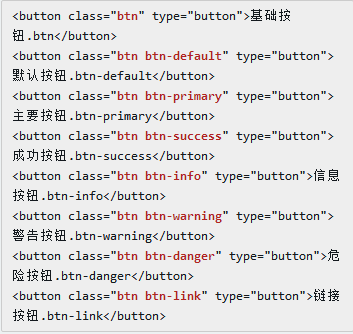 <button class="btn" type="button">基础按
钮.btn</button>
<button class="btn btn-default" type="button">
默认按钮.btn-default</button>
<button class="btn btn-primary" type="button">
主要按钮.btn-primary</button>
<button class="btn btn-success" type="button">
成功按钮.btn-success</button>
<button class="btn btn-info" type="button">信息
按钮.btn-info</button>
<button class="btn btn-warning" type="button">
警告按钮.btn-warning</button>
<button class="btn btn-danger" type="button">危
险按钮.btn-danger</button>
<button class="btn btn-link" type="button">链接
按钮.btn-link</button>